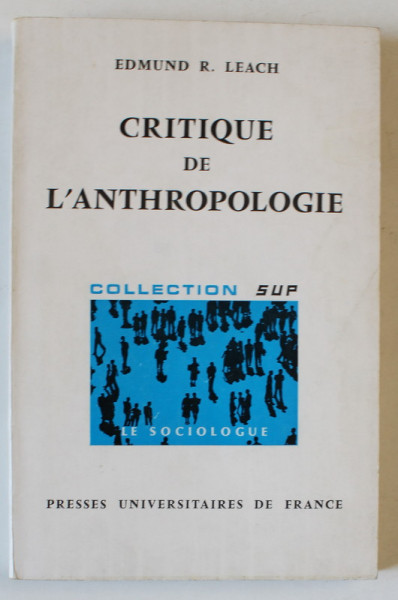 EDMUND R. LEACH
CRITIQUE
DE
L'ANTHROPOLOGIE
COLLECTION SUP
LE SOCIOLOGUE
PRESSES UNIVERSITAIRES DE FRANCE